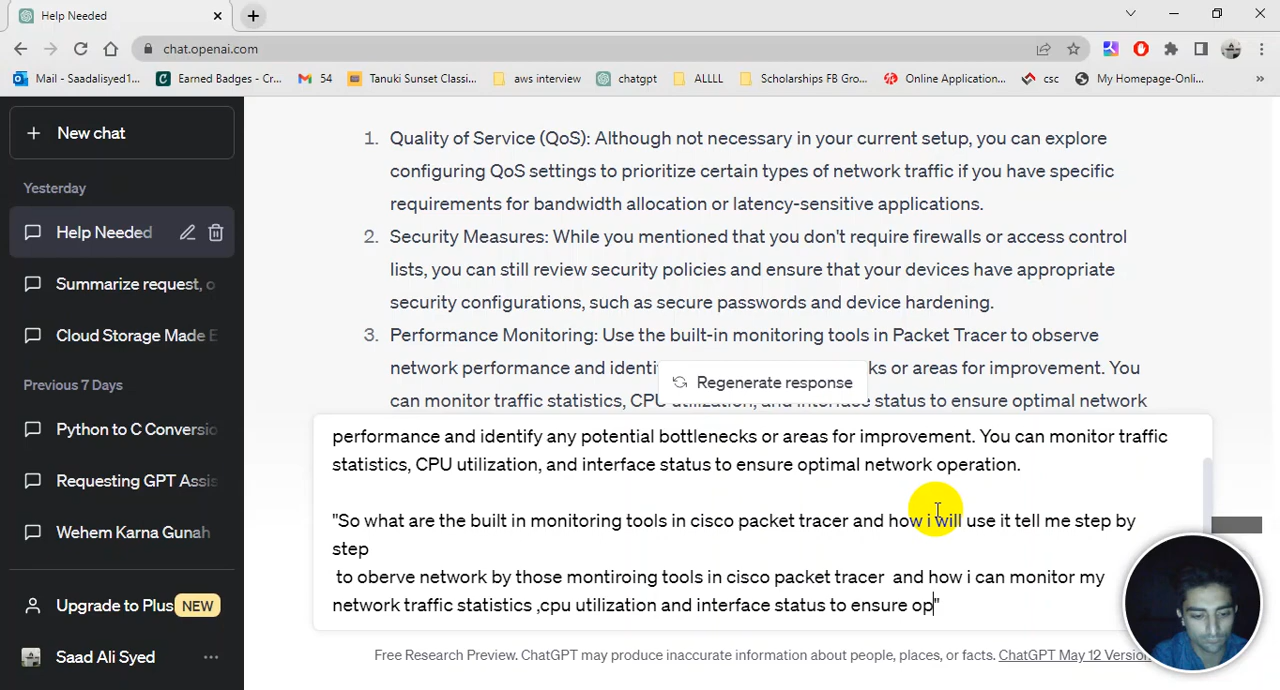 Help Needed
chat.openai.com
Mail - Saadalisyed1... Earned Badges - Cr... 54 Tanuki Sunset Classi... aws interview chatgpt ALLLL Scholarships FB Gro... Online Application... csc My Homepage-Onli... »
New chat
Yesterday
Help Needed
Summarize request, o
Cloud Storage Made E
Previous 7 Days
Python to C Conversio
Requesting GPT Assis
Wehem Karna Gunah
Upgrade to Plus NEW
Saad Ali Syed
1. Quality of Service (QoS): Although not necessary in your current setup, you can explore
configuring QoS settings to prioritize certain types of network traffic if you have specific
requirements for bandwidth allocation or latency-sensitive applications.
2. Security Measures: While you mentioned that you don't require firewalls or access control
lists, you can still review security policies and ensure that your devices have appropriate
security configurations, such as secure passwords and device hardening.
3. Performance Monitoring: Use the built-in monitoring tools in Packet Tracer to observe
network performance and identi ks or areas for improvement. You
Regenerate response
can monitor traffic statistics, CPU utilization, and interface status to ensure optimal network
performance and identify any potential bottlenecks or areas for improvement. You can monitor traffic
statistics, CPU utilization, and interface status to ensure optimal network operation.
"So what are the built in monitoring tools in cisco packet tracer and how i will use it tell me step by
step
to oberve network by those montiroing tools in cisco packet tracer and how i can monitor my
network traffic statistics ,cpu utilization and interface status to ensure op"
Free Research Preview. ChatGPT may produce inaccurate information about people, places, or facts. ChatGPT May 12 Version